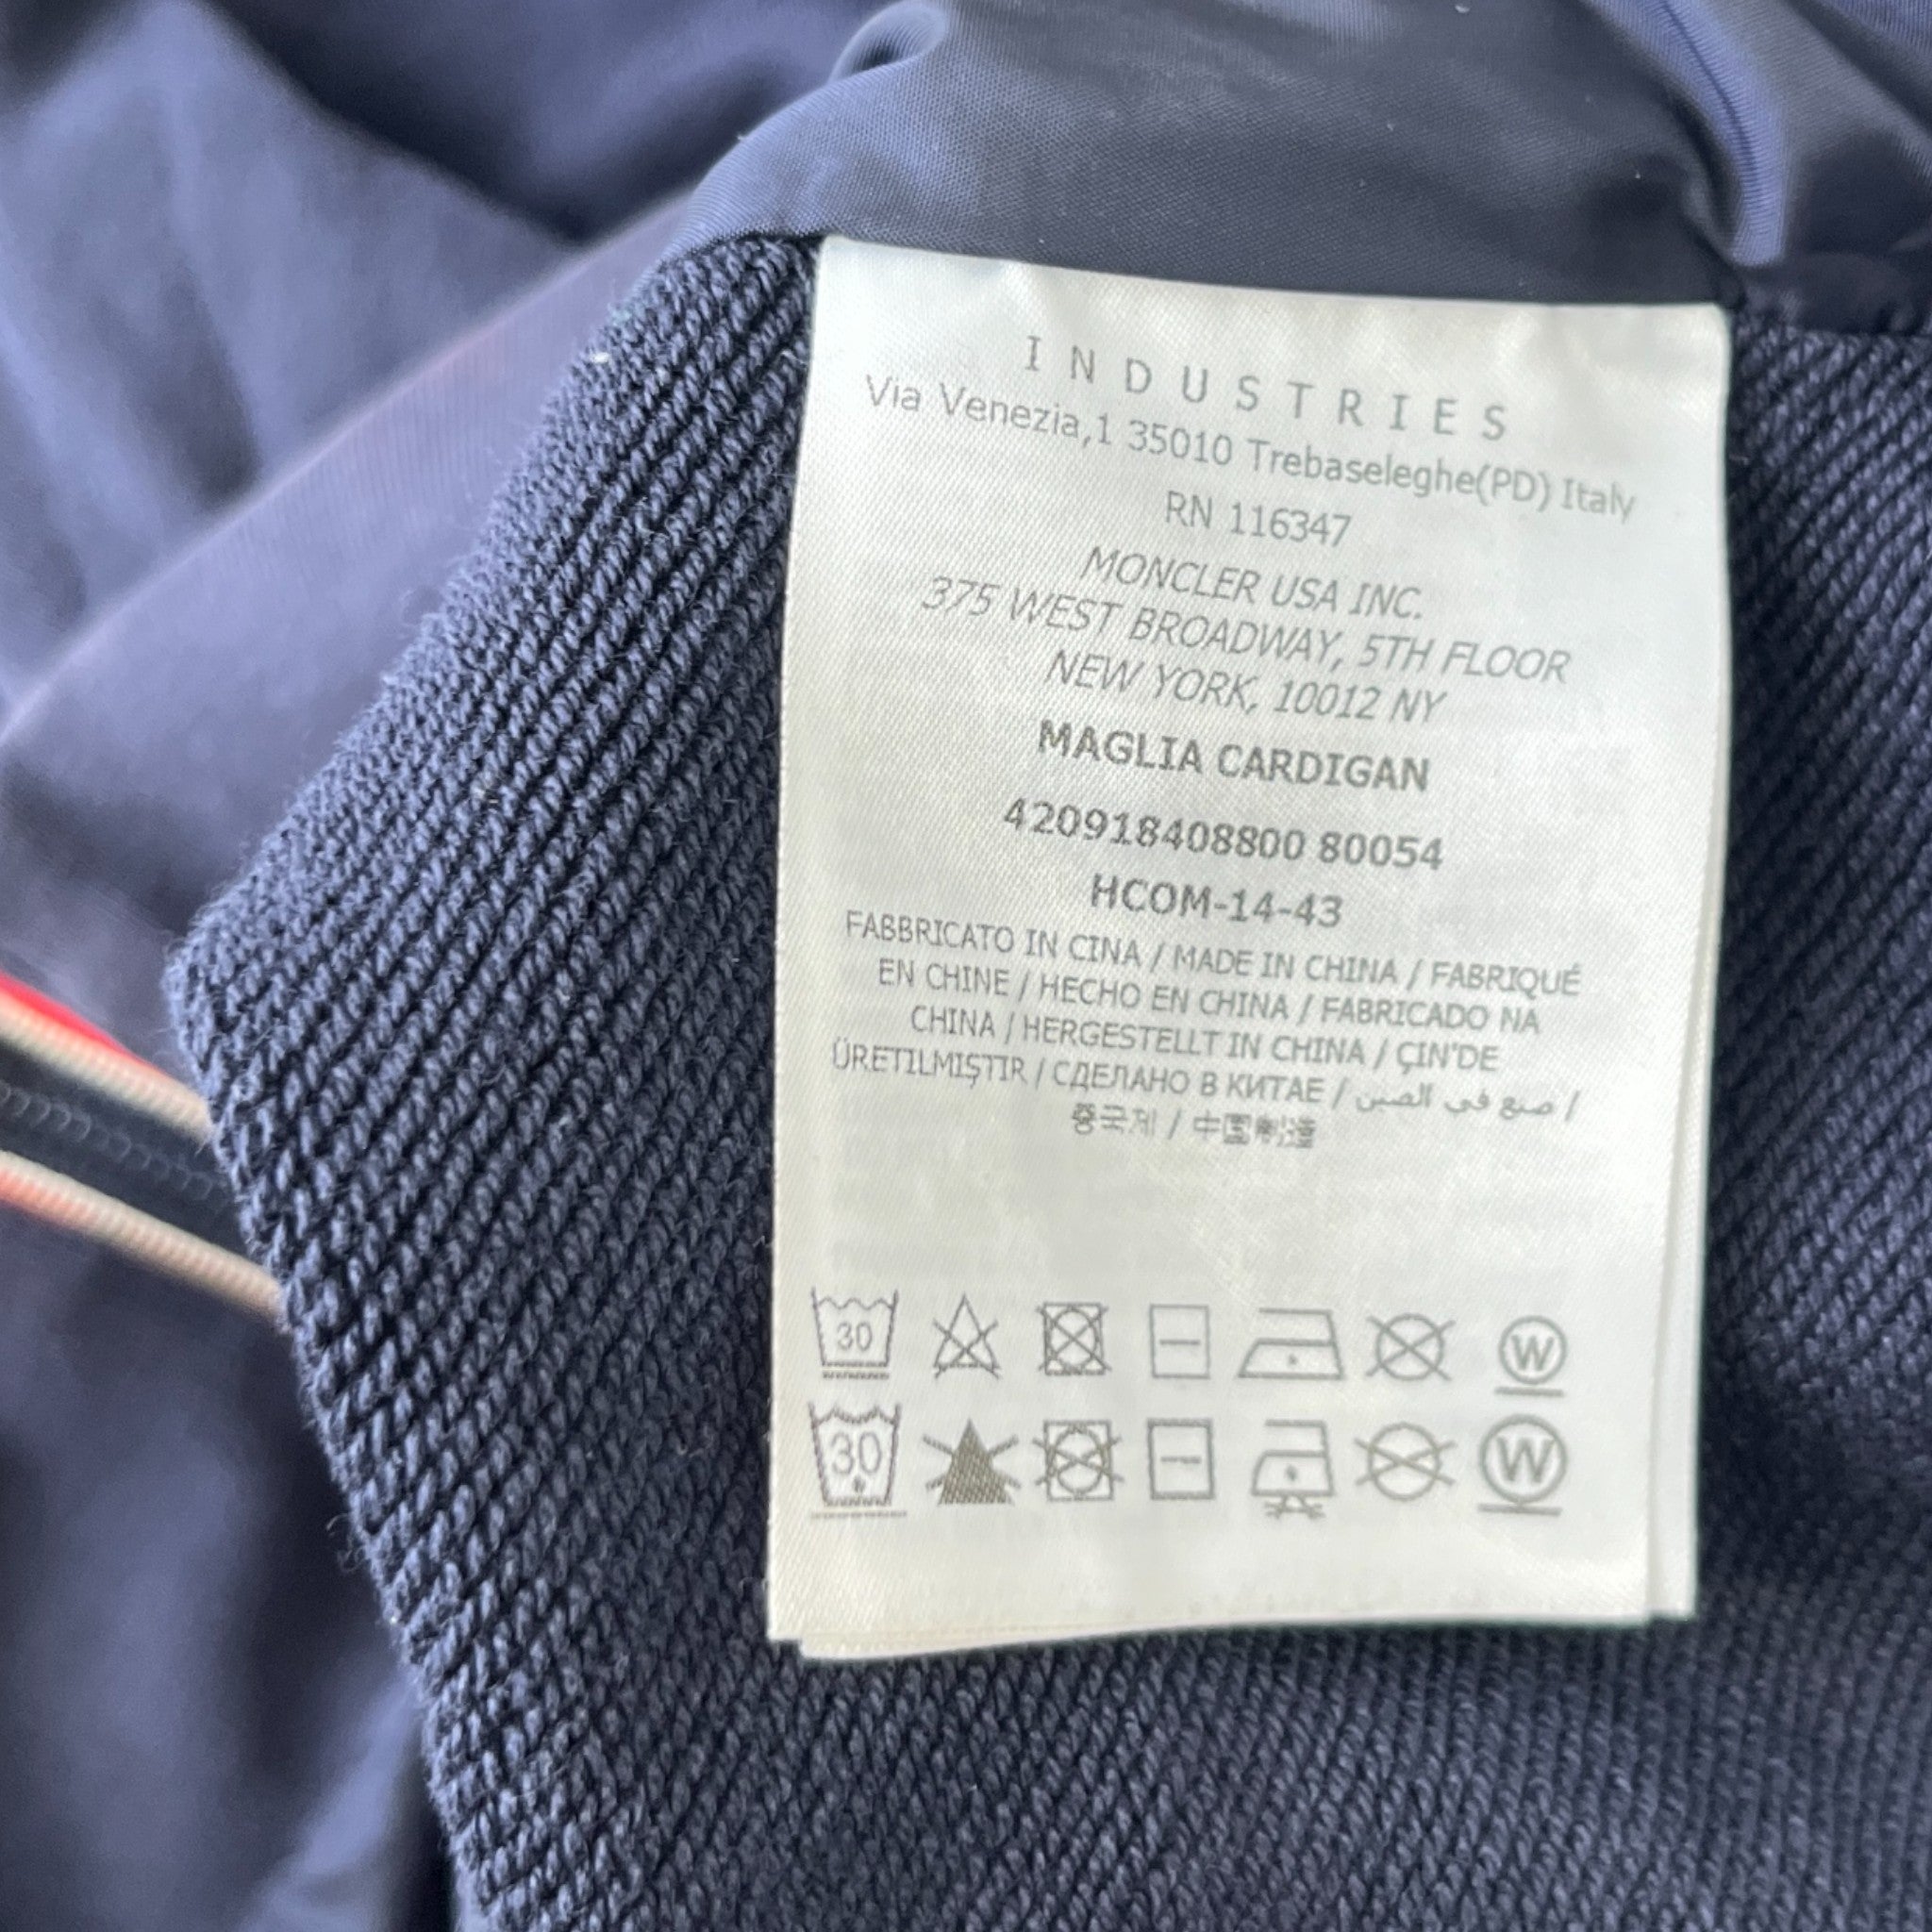 INDUSTRIES
Via Venezia,1 35010 Trebaseleghe(PD) Italy
RN 116347
MONCLER USA INC.
375 WEST BROADWAY, 5TH FLOOR
NEW YORK, 10012 NY
MAGLIA CARDIGAN
420918408800 80054
HCOM-14-43
FABBRICATO IN CINA / MADE IN CHINA / FABRIQUÉ
EN CHINE / HECHO EN CHINA / FABRICADO NA
CHINA / HERGESTELLT IN CHINA / ÇIN'DE
ÜRETILMIŞTIR / СДЕЛАНО В КИТАЕ / صنع في الصين /
중국제 / 中国制造
30 W
30 W